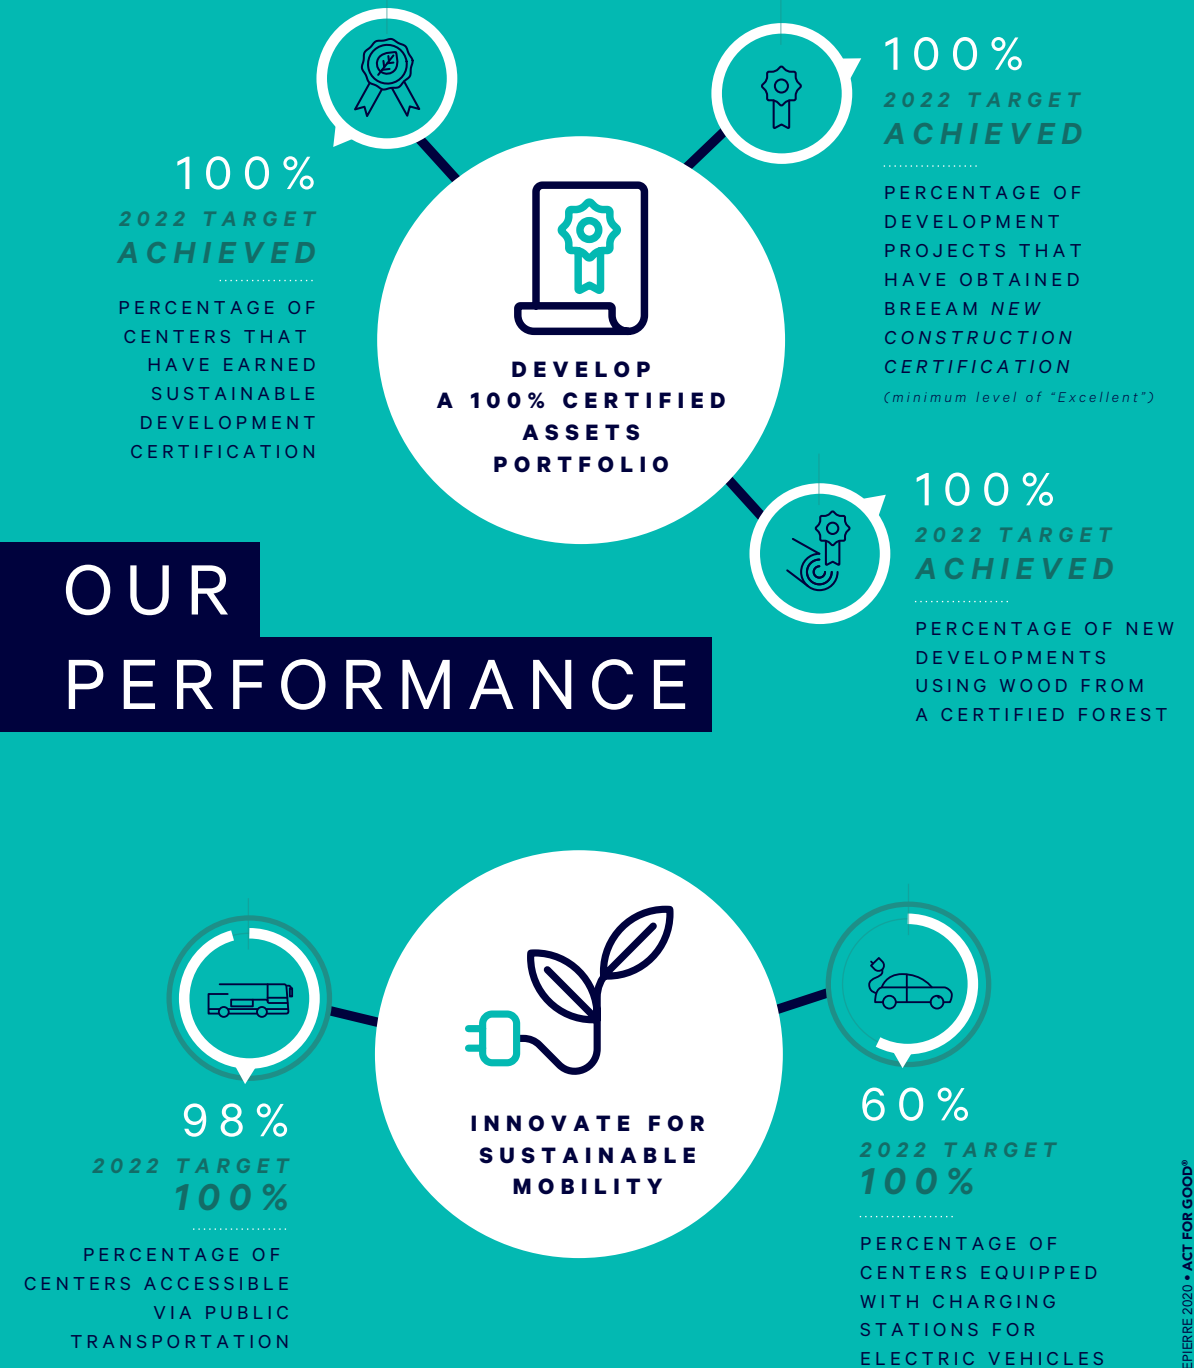 100%
2022 TARGET
ACHIEVED
PERCENTAGE OF
CENTERS THAT
HAVE EARNED
SUSTAINABLE
DEVELOPMENT
CERTIFICATION
DEVELOP
A 100% CERTIFIED
ASSETS
PORTFOLIO
100%
2022 TARGET
ACHIEVED
PERCENTAGE OF
DEVELOPMENT
PROJECTS THAT
HAVE OBTAINED
BREEAM NEW
CONSTRUCTION
CERTIFICATION
(minimum level of “Excellent”)
100%
2022 TARGET
ACHIEVED
PERCENTAGE OF NEW
DEVELOPMENTS
USING WOOD FROM
A CERTIFIED FOREST
OUR
PERFORMANCE
98%
2022 TARGET
100%
PERCENTAGE OF
CENTERS ACCESSIBLE
VIA PUBLIC
TRANSPORTATION
INNOVATE FOR
SUSTAINABLE
MOBILITY
60%
2022 TARGET
100%
PERCENTAGE OF
CENTERS EQUIPPED
WITH CHARGING
STATIONS FOR
ELECTRIC VEHICLES
EPIERRE 2020 • ACT FOR GOOD®